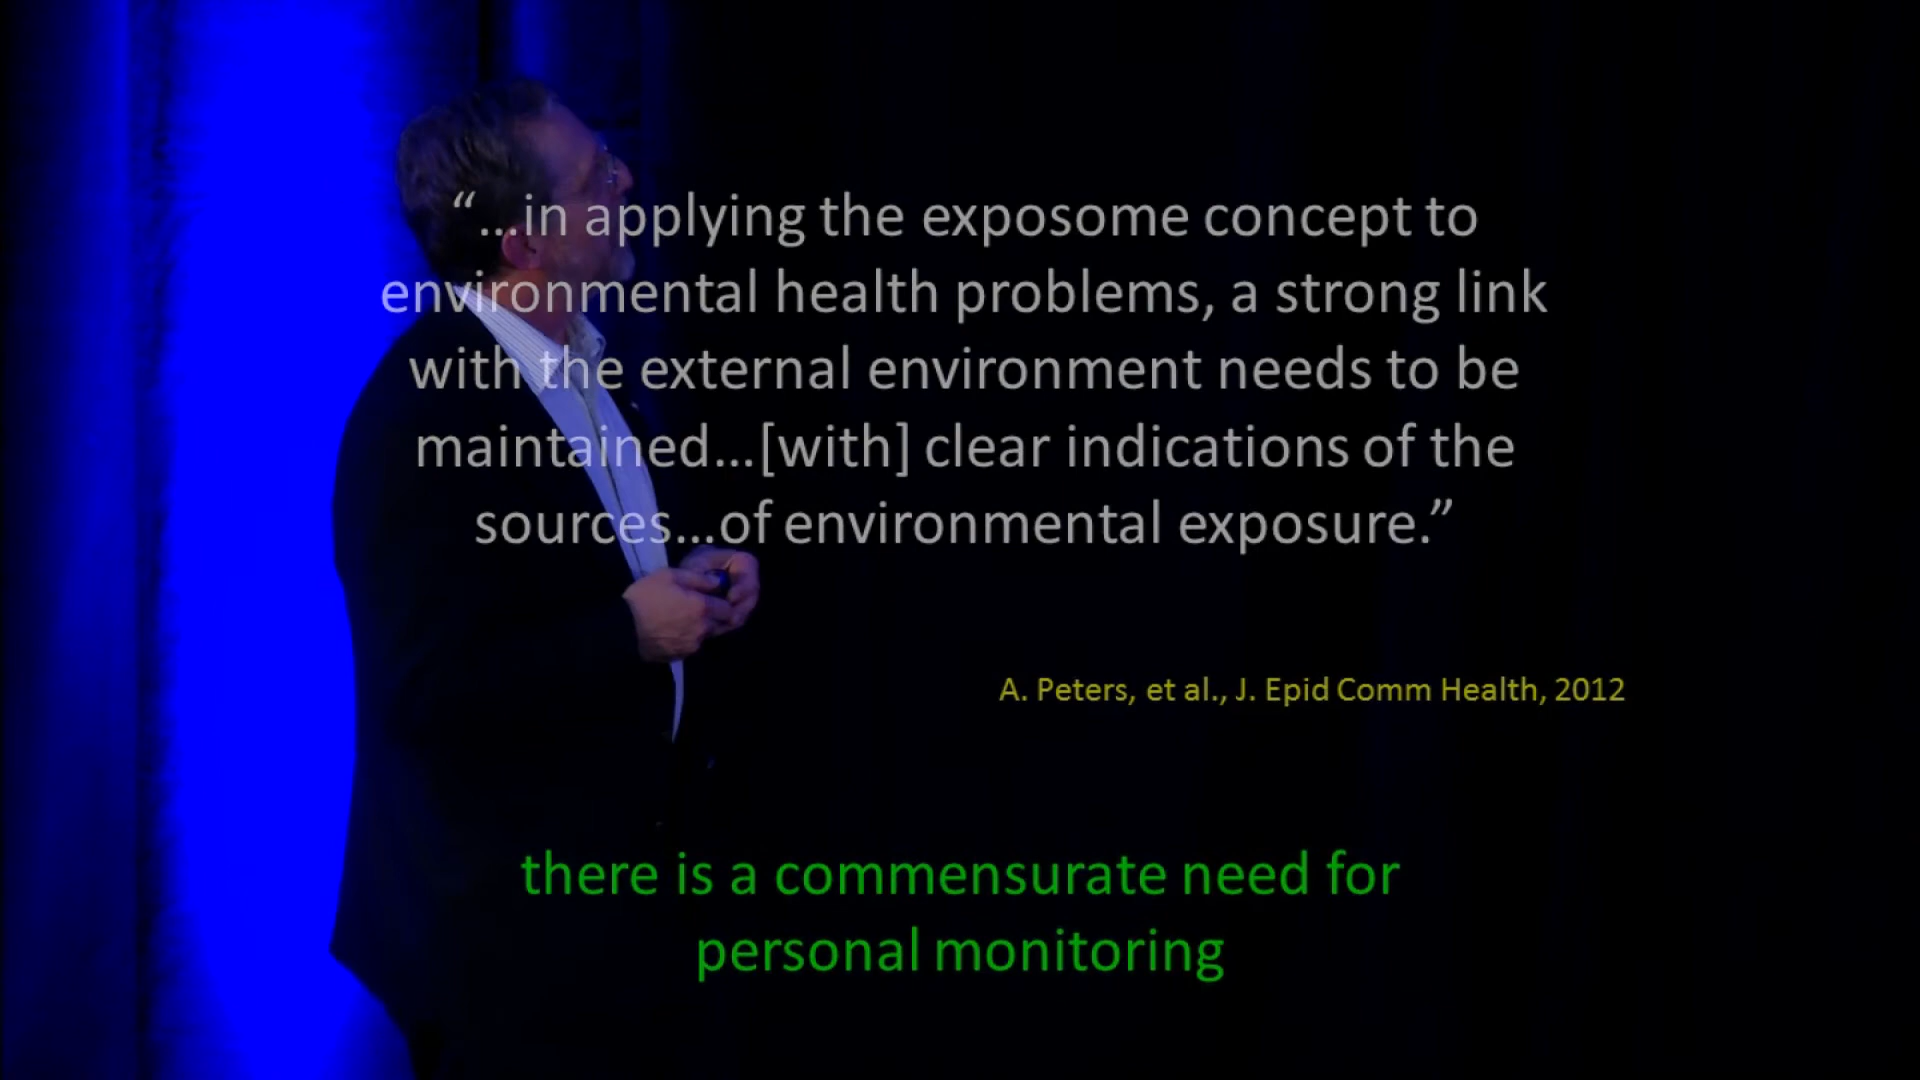 “…in applying the exposome concept to
environmental health problems, a strong link
with the external environment needs to be
maintained…[with] clear indications of the
sources…of environmental exposure.”
A. Peters, et al., J. Epid Comm Health, 2012
there is a commensurate need for
personal monitoring